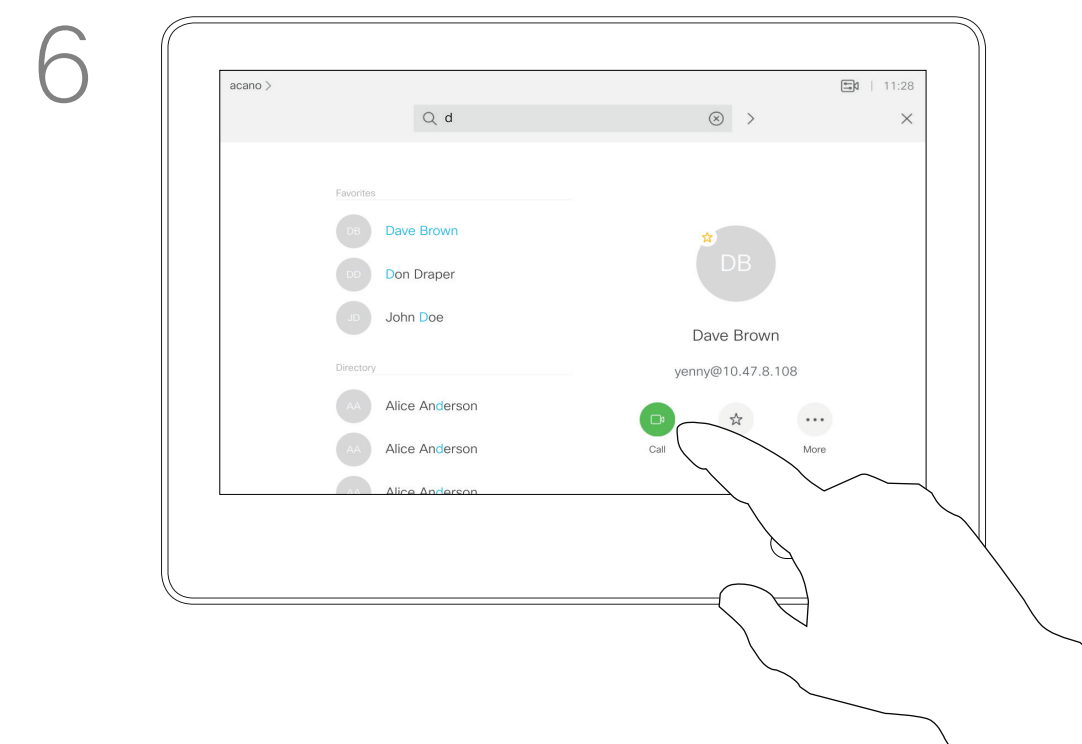 6
acano >
11:28
d
Favorites
DB
Dave Brown
DD
Don Draper
JD
John Doe
Directory
AA
Alice Anderson
AA
Alice Anderson
AA
Alice Anderson
DB
Dave Brown
yenny@10.47.8.108
Call
More